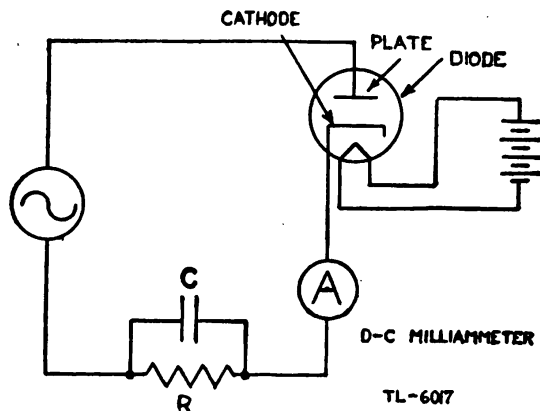 CATHODE
PLATE
DIODE
C
A
D-C MILLIAMMETER
R
TL-6017